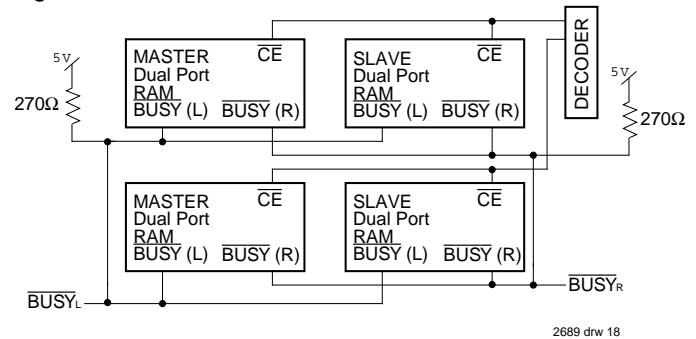 MASTER
Dual Port
RAM
CE
BUSY (L) BUSY (R)
SLAVE
Dual Port
RAM
CE
BUSY (L) BUSY (R)
DECODER
5V
270Ω
5V
270Ω
MASTER
Dual Port
RAM
CE
BUSY (L) BUSY (R)
SLAVE
Dual Port
RAM
CE
BUSY (L) BUSY (R)
BUSYL
BUSYR
2689 drw 18